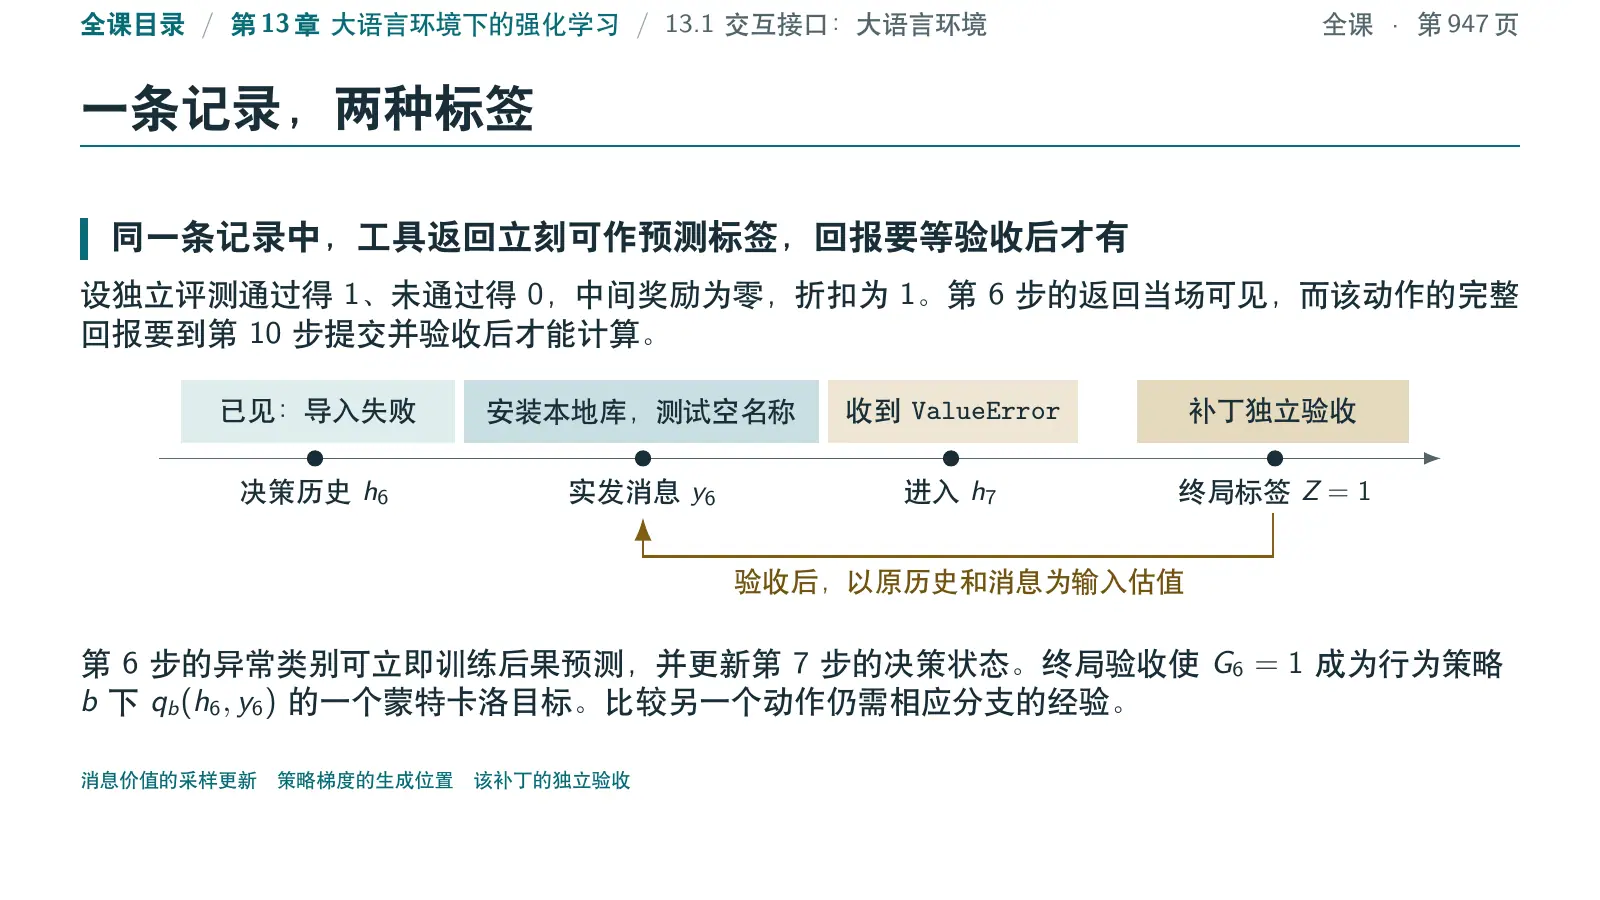 全课目录 / 第 13 章 大语言环境下的强化学习 / 13.1 交互接口：大语言环境
全课 · 第 947 页
一条记录，两种标签
同一条记录中，工具返回立刻可作预测标签，回报要等验收后才有
设独立评测通过得 1、未通过得 0，中间奖励为零，折扣为 1。第 6 步的返回当场可见，而该动作的完整
回报要到第 10 步提交并验收后才能计算。
已见：导入失败
安装本地库，测试空名称
收到 ValueError
补丁独立验收
决策历史 h₆
实发消息 y₆
进入 h₇
终局标签 Z = 1
验收后，以原历史和消息为输入估值
第 6 步的异常类别可立即训练后果预测，并更新第 7 步的决策状态。终局验收使 G₆ = 1 成为行为策略
b 下 q_b(h₆, y₆) 的一个蒙特卡洛目标。比较另一个动作仍需相应分支的经验。
消息价值的采样更新 策略梯度的生成位置 该补丁的独立验收